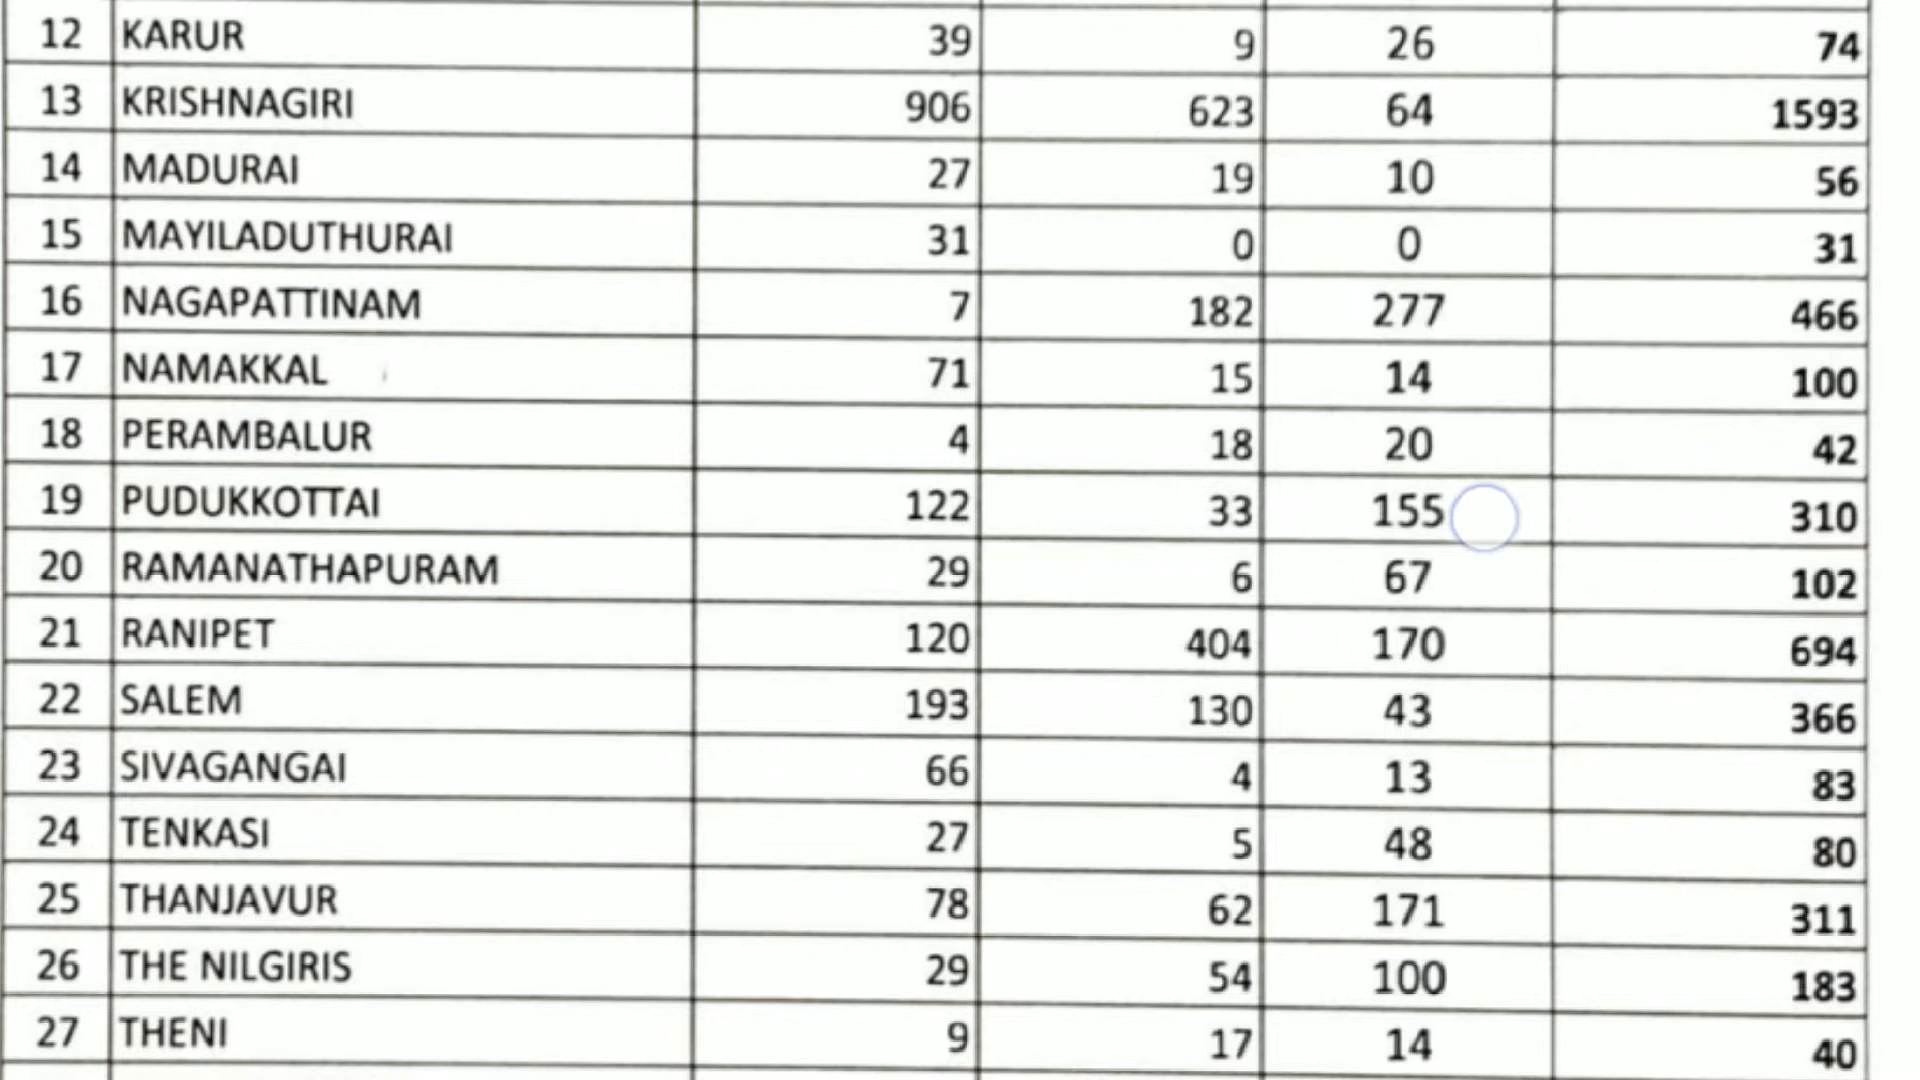 12 KARUR 39 9 26 74
13 KRISHNAGIRI 906 623 64 1593
14 MADURAI 27 19 10 56
15 MAYILADUTHURAI 31 0 0 31
16 NAGAPATTINAM 7 182 277 466
17 NAMAKKAL 71 15 14 100
18 PERAMBALUR 4 18 20 42
19 PUDUKKOTTAI 122 33 155 310
20 RAMANATHAPURAM 29 6 67 102
21 RANIPET 120 404 170 694
22 SALEM 193 130 43 366
23 SIVAGANGAI 66 4 13 83
24 TENKASI 27 5 48 80
25 THANJAVUR 78 62 171 311
26 THE NILGIRIS 29 54 100 183
27 THENI 9 17 14 40